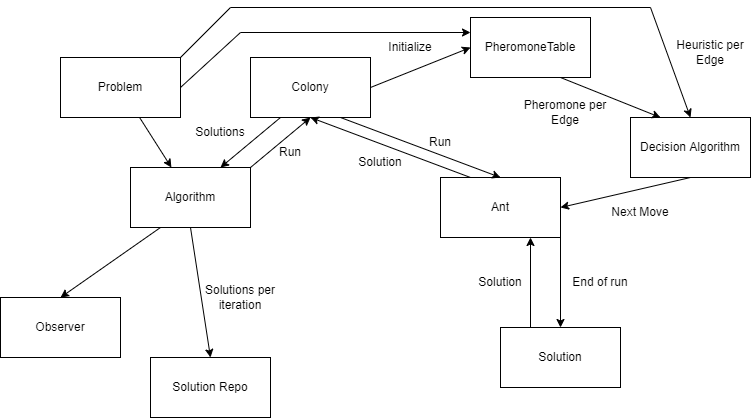 Heuristic per
Edge
Initialize
PheromoneTable
Problem
Colony
Pheromone per
Edge
Solutions
Run
Run
Solution
Decision Algorithm
Algorithm
Ant
Next Move
Solutions per
iteration
Solution
End of run
Observer
Solution
Solution Repo